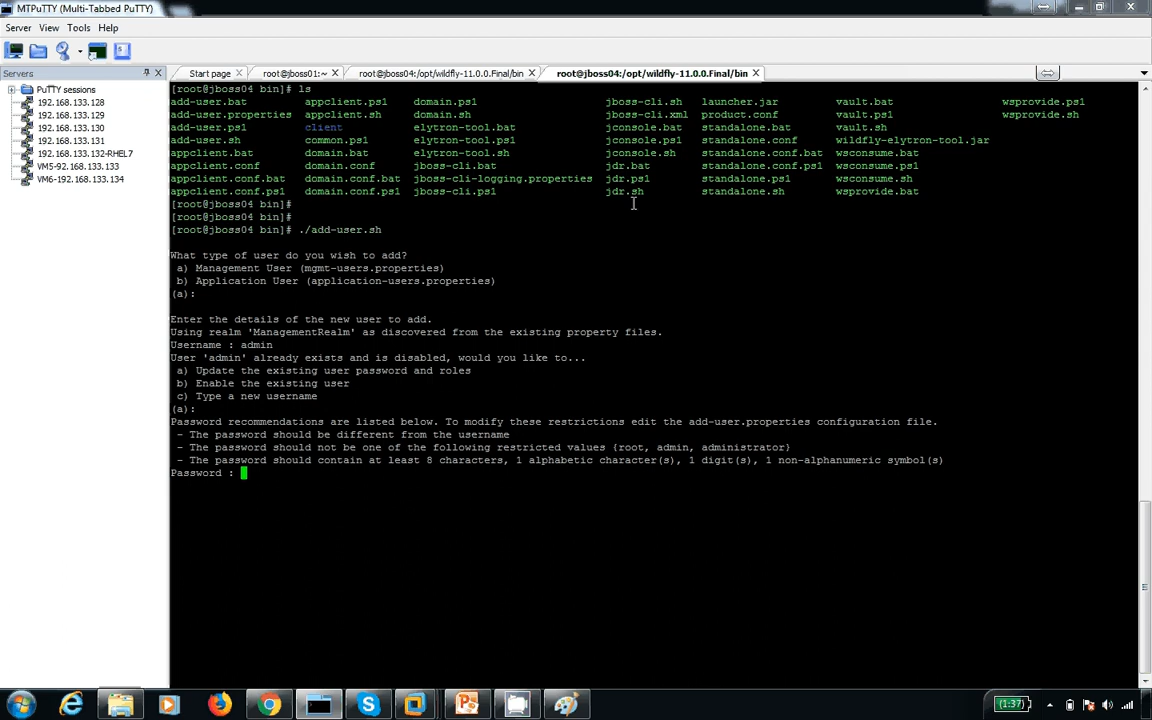 MTPuTTY (Multi-Tabbed PuTTY)
Server View Tools Help
Servers
Start page
root@jboss01:~
root@jboss04:/opt/wildfly-11.0.0.Final/bin
root@jboss04:/opt/wildfly-11.0.0.Final/bin
PuTTY sessions
192.168.133.128
192.168.133.129
192.168.133.130
192.168.133.131
192.168.133.132-RHEL7
VM5-92.168.133.133
VM6-192.168.133.134
[root@jboss04 bin]# ls
add-user.bat appclient.ps1 domain.ps1 jboss-cli.sh launcher.jar vault.bat wsprovide.ps1
add-user.properties appclient.sh domain.sh jboss-cli.xml product.conf vault.ps1 wsprovide.sh
add-user.ps1 client elytron-tool.bat jconsole.bat standalone.bat vault.sh
add-user.sh common.ps1 elytron-tool.ps1 jconsole.ps1 standalone.conf wildfly-elytron-tool.jar
appclient.bat domain.bat elytron-tool.sh jconsole.sh standalone.conf.bat wsconsume.bat
appclient.conf domain.conf jboss-cli.bat jdr.bat standalone.conf.ps1 wsconsume.ps1
appclient.conf.bat domain.conf.bat jboss-cli-logging.properties jdr.ps1 standalone.ps1 wsconsume.sh
appclient.conf.ps1 domain.conf.ps1 jboss-cli.ps1 jdr.sh standalone.sh wsprovide.bat
[root@jboss04 bin]#
[root@jboss04 bin]#
[root@jboss04 bin]# ./add-user.sh
What type of user do you wish to add?
a) Management User (mgmt-users.properties)
b) Application User (application-users.properties)
(a):
Enter the details of the new user to add.
Using realm 'ManagementRealm' as discovered from the existing property files.
Username : admin
User 'admin' already exists and is disabled, would you like to...
a) Update the existing user password and roles
b) Enable the existing user
c) Type a new username
(a):
Password recommendations are listed below. To modify these restrictions edit the add-user.properties configuration file.
- The password should be different from the username
- The password should not be one of the following restricted values {root, admin, administrator}
- The password should contain at least 8 characters, 1 alphabetic character(s), 1 digit(s), 1 non-alphanumeric symbol(s)
Password :
(1:37)